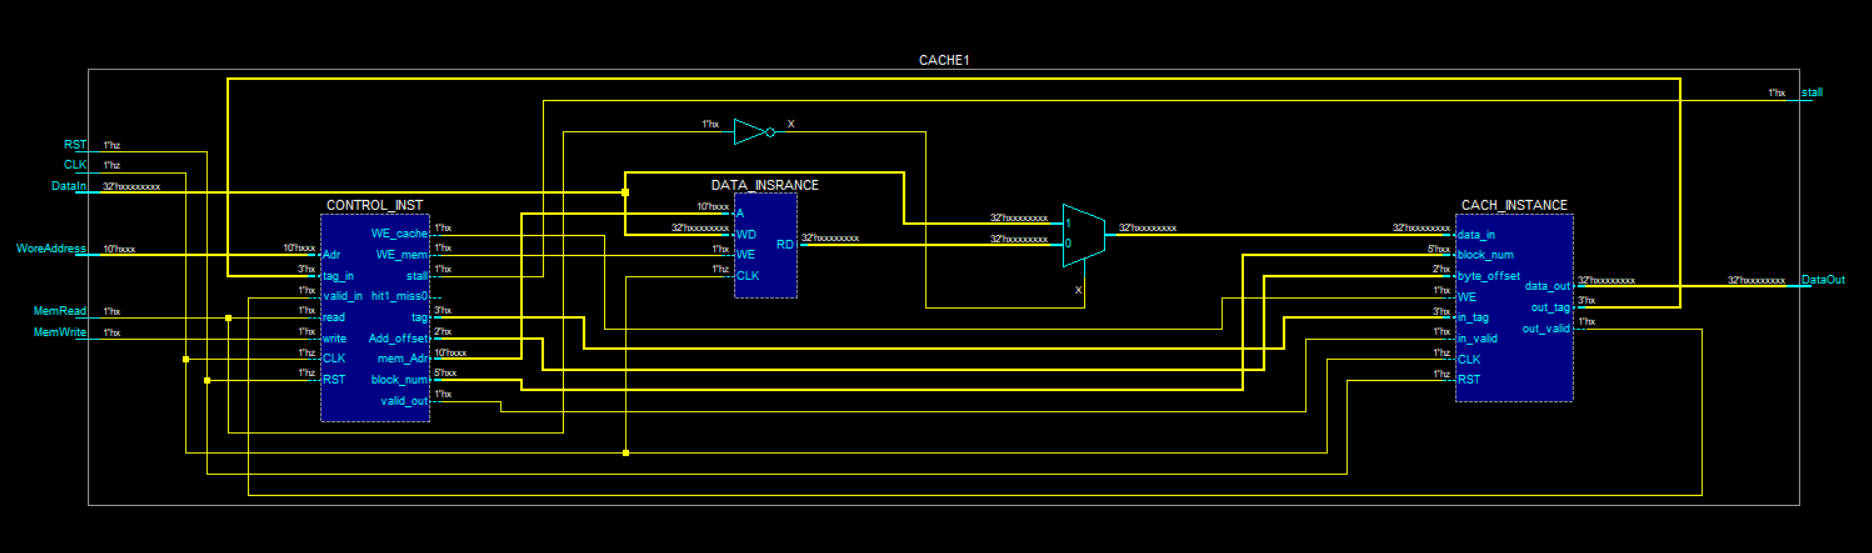 CACHE1
1'hx
stall
1'hx
X
RST
1'hz
CLK
1'hz
DataIn
32'hxxxxxxxx
WoreAddress
10'hxxx
MemRead
1'hx
MemWrite
1'hx
CONTROL_INST
10'hxxx
Adr
3'hx
tag_in
1'hx
valid_in
1'hx
read
1'hx
write
1'hz
CLK
1'hz
RST
WE_cache
1'hx
WE_mem
1'hx
stall
1'hx
hit1_miss0
tag
3'hx
Add_offset
2'hx
mem_Adr
10'hxxx
block_num
5'hxx
valid_out
1'hx
DATA_INSRANCE
10'hxxx
A
32'hxxxxxxxx
WD
1'hx
WE
1'hz
CLK
RD
32'hxxxxxxxx
32'hxxxxxxxx
1
32'hxxxxxxxx
0
X
32'hxxxxxxxx
CACH_INSTANCE
32'hxxxxxxxx
data_in
5'hxx
block_num
2'hx
byte_offset
1'hx
WE
3'hx
in_tag
1'hx
in_valid
1'hz
CLK
1'hz
RST
data_out
32'hxxxxxxxx
out_tag
3'hx
out_valid
1'hx
32'hxxxxxxxx
DataOut